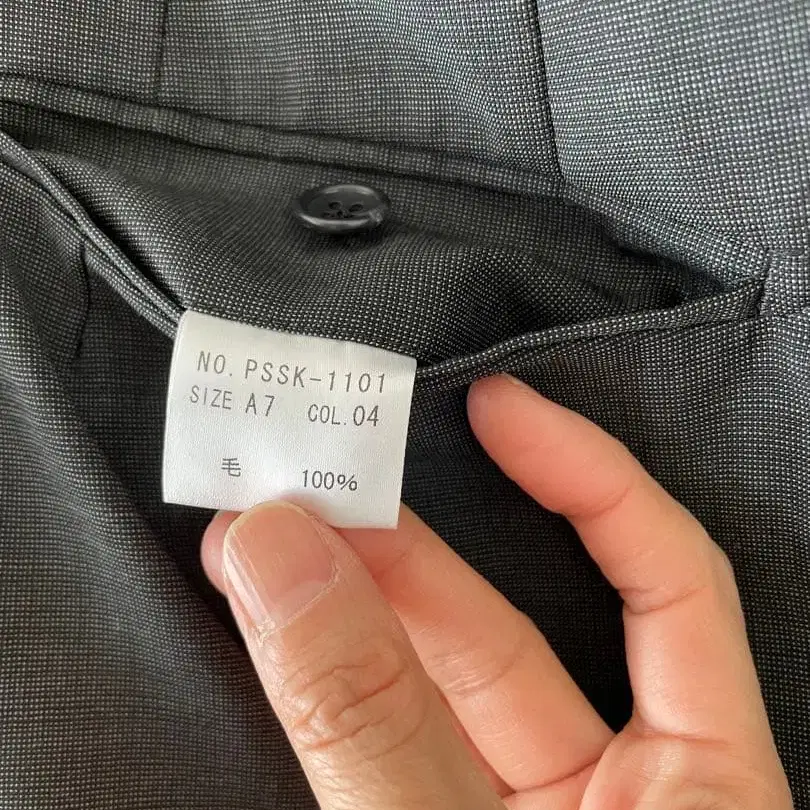 NO. PSSK-1101
SIZE A7 COL.04
毛 100%